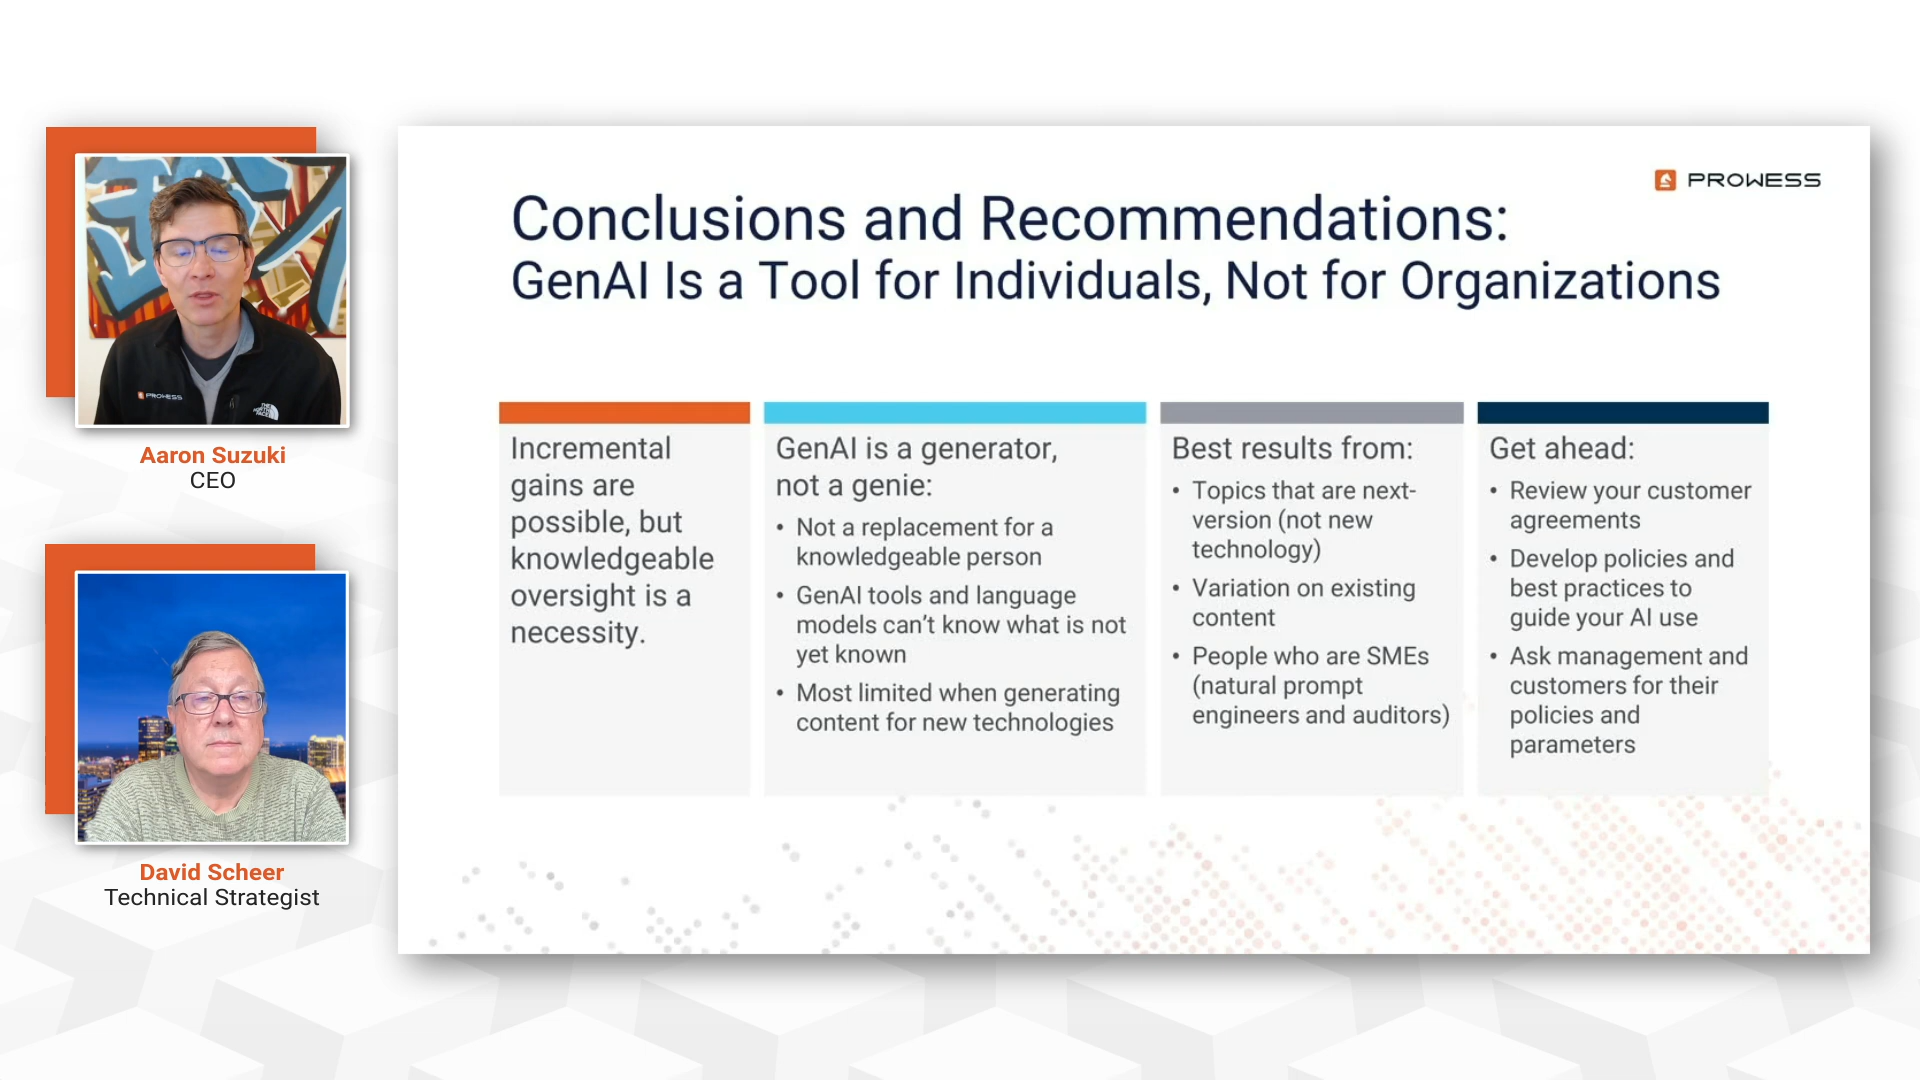 PROWESS
THE
NORTH
FACE
Aaron Suzuki
CEO
David Scheer
Technical Strategist
PROWESS
Conclusions and Recommendations:
GenAI Is a Tool for Individuals, Not for Organizations
Incremental
gains are
possible, but
knowledgeable
oversight is a
necessity.
GenAI is a generator,
not a genie:
• Not a replacement for a
knowledgeable person
• GenAI tools and language
models can’t know what is not
yet known
• Most limited when generating
content for new technologies
Best results from:
• Topics that are next-
version (not new
technology)
• Variation on existing
content
• People who are SMEs
(natural prompt
engineers and auditors)
Get ahead:
• Review your customer
agreements
• Develop policies and
best practices to
guide your AI use
• Ask management and
customers for their
policies and
parameters